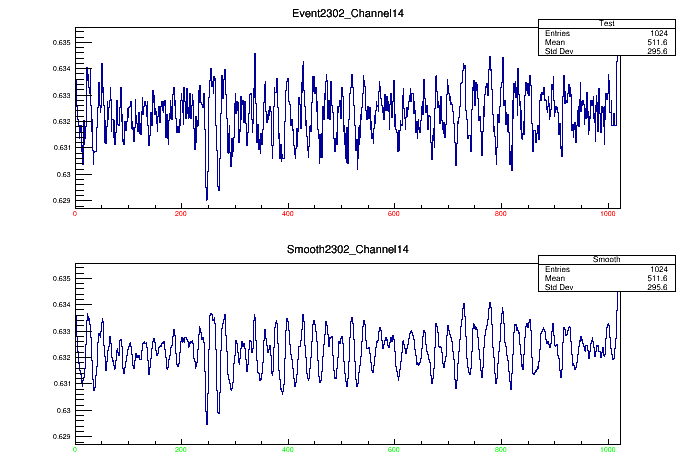 Event2302_Channel14
Test
Entries 1024
Mean 511.6
Std Dev 295.6
0.635
0.634
0.633
0.632
0.631
0.63
0.629
0 200 400 600 800 1000
Smooth2302_Channel14
Smooth
Entries 1024
Mean 511.6
Std Dev 295.6
0.635
0.634
0.633
0.632
0.631
0.63
0.629
0 200 400 600 800 1000